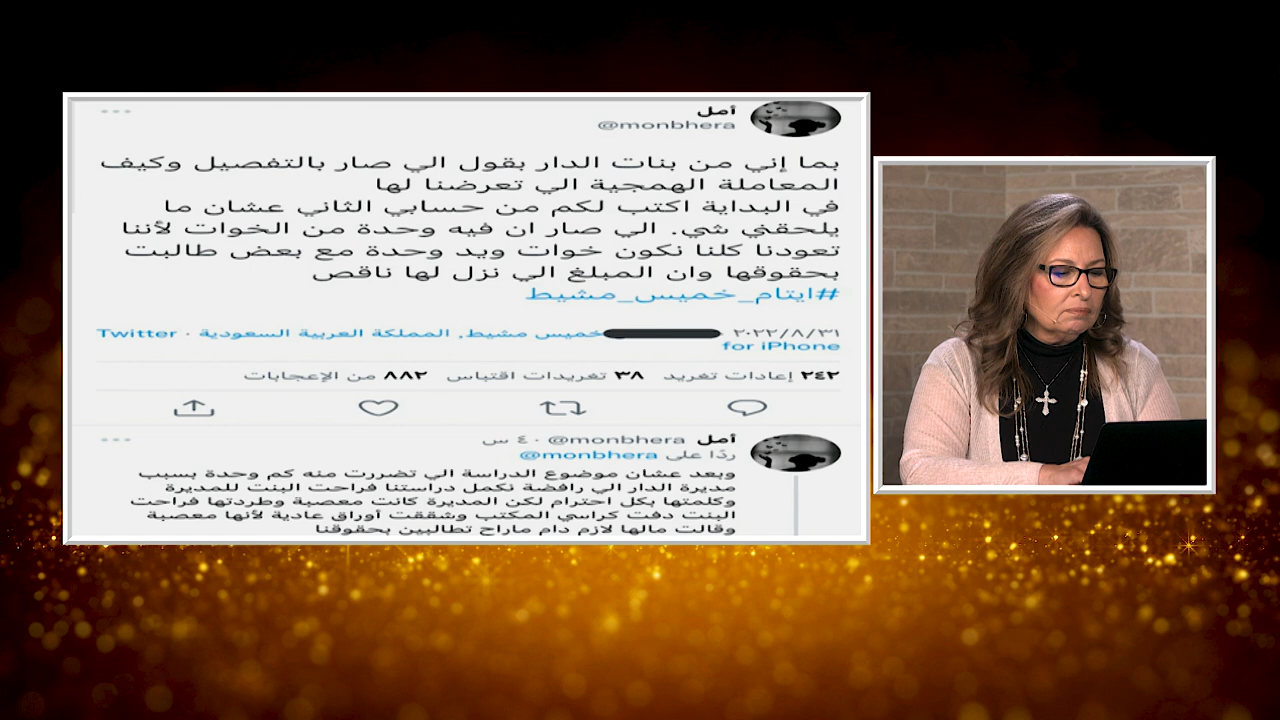 أمل
@monbhera
بما إني من بنات الدار بقول الي صار بالتفصيل وكيف
المعاملة الهمجية الي تعرضنا لها
في البداية اكتب لكم من حسابي الثاني عشان ما
يلحقني شي. الي صار ان فيه وحدة من الخوات لأننا
تعودنا كلنا نكون خوات ويد وحدة مع بعض طالبت
بحقوقها وان المبلغ الي نزل لها ناقص
#ايتام_خميس_مشيط
٢٠٢٢/٨/٣١ خميس مشيط, المملكة العربية السعودية · Twitter
for iPhone
٢٤٢ إعادات تغريد ٣٨ تغريدات اقتباس ٨٨٢ من الإعجابات
أمل @monbhera · ٤٠ س
ردًا على @monbhera
وبعد عشان موضوع الدراسة الي تضررت منه كم وحدة بسبب
مديرة الدار الي رافضة نكمل دراستنا فراحت البنت للمديرة
وكلمتها بكل احترام لكن المديرة كانت معصبة وطردتها فراحت
البنت دفت كراسي المكتب وشققت أوراق عادية لأنها معصبة
وقالت مالها لازم دام ماراح تطالبين بحقوقنا